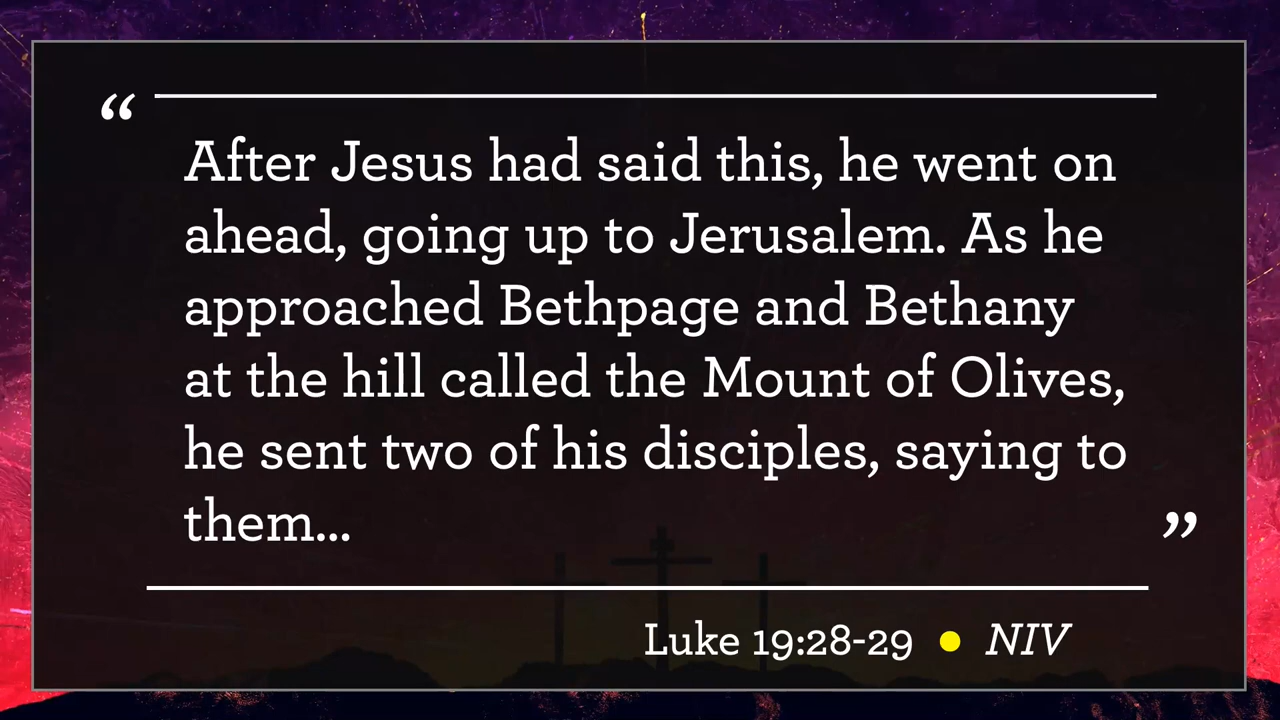 “
After Jesus had said this, he went on
ahead, going up to Jerusalem. As he
approached Bethpage and Bethany
at the hill called the Mount of Olives,
he sent two of his disciples, saying to
them...
”
Luke 19:28-29 ● NIV